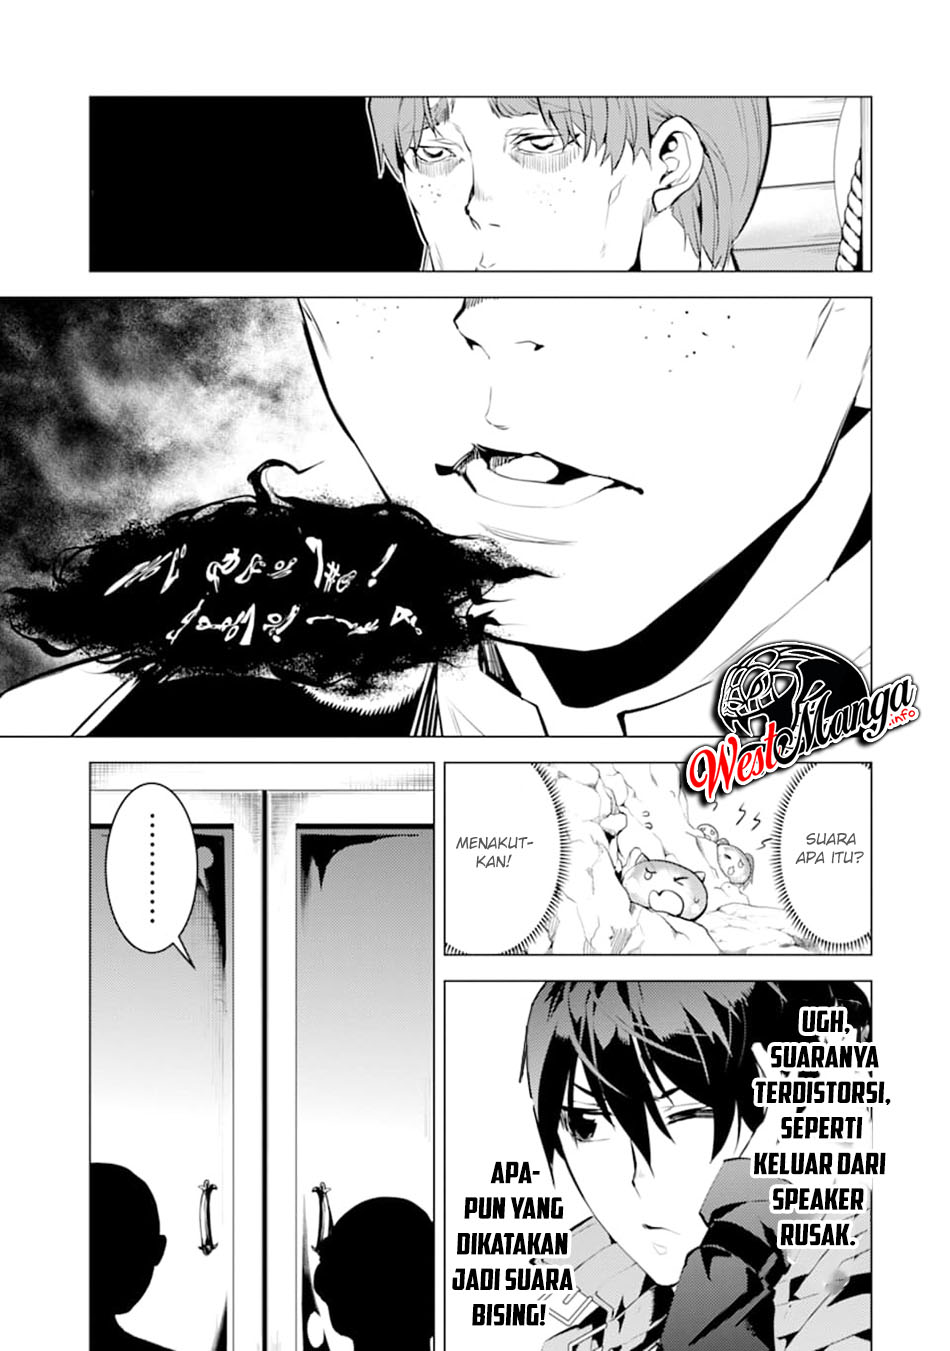 WestManga
.info
SUARA
APA ITU?
MENAKUT-
KAN!
UGH,
SUARANYA
TERDISTORSI,
SEPERTI
KELUAR DARI
SPEAKER
RUSAK.
APA-
PUN YANG
DIKATAKAN
JADI SUARA
BISING!
..........